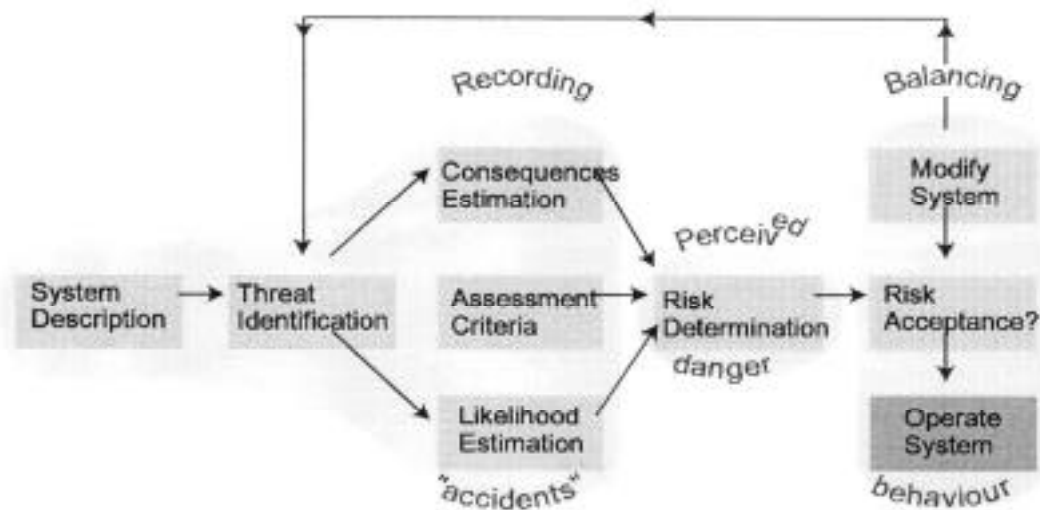 Recording
Balancing
Consequences
Estimation
Modify
System
Perceived
System
Description
Threat
Identification
Assessment
Criteria
Risk
Determination
Risk
Acceptance?
danger
Likelihood
Estimation
Operate
System
"accidents"
behaviour